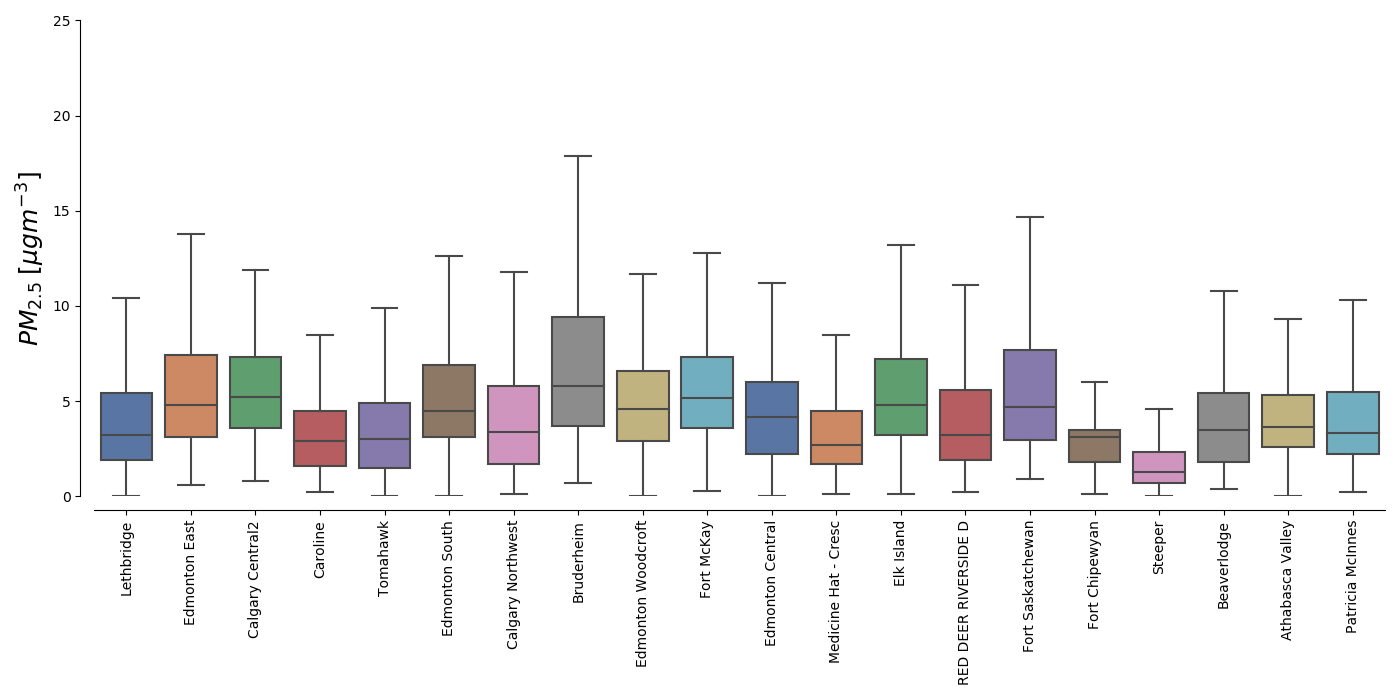 25
20
15
10
5
0
PM2.5 [μgm−3]
Lethbridge
Edmonton East
Calgary Central2
Caroline
Tomahawk
Edmonton South
Calgary Northwest
Bruderheim
Edmonton Woodcroft
Fort McKay
Edmonton Central
Medicine Hat - Cresc
Elk Island
RED DEER RIVERSIDE D
Fort Saskatchewan
Fort Chipewyan
Steeper
Beaverlodge
Athabasca Valley
Patricia McInnes